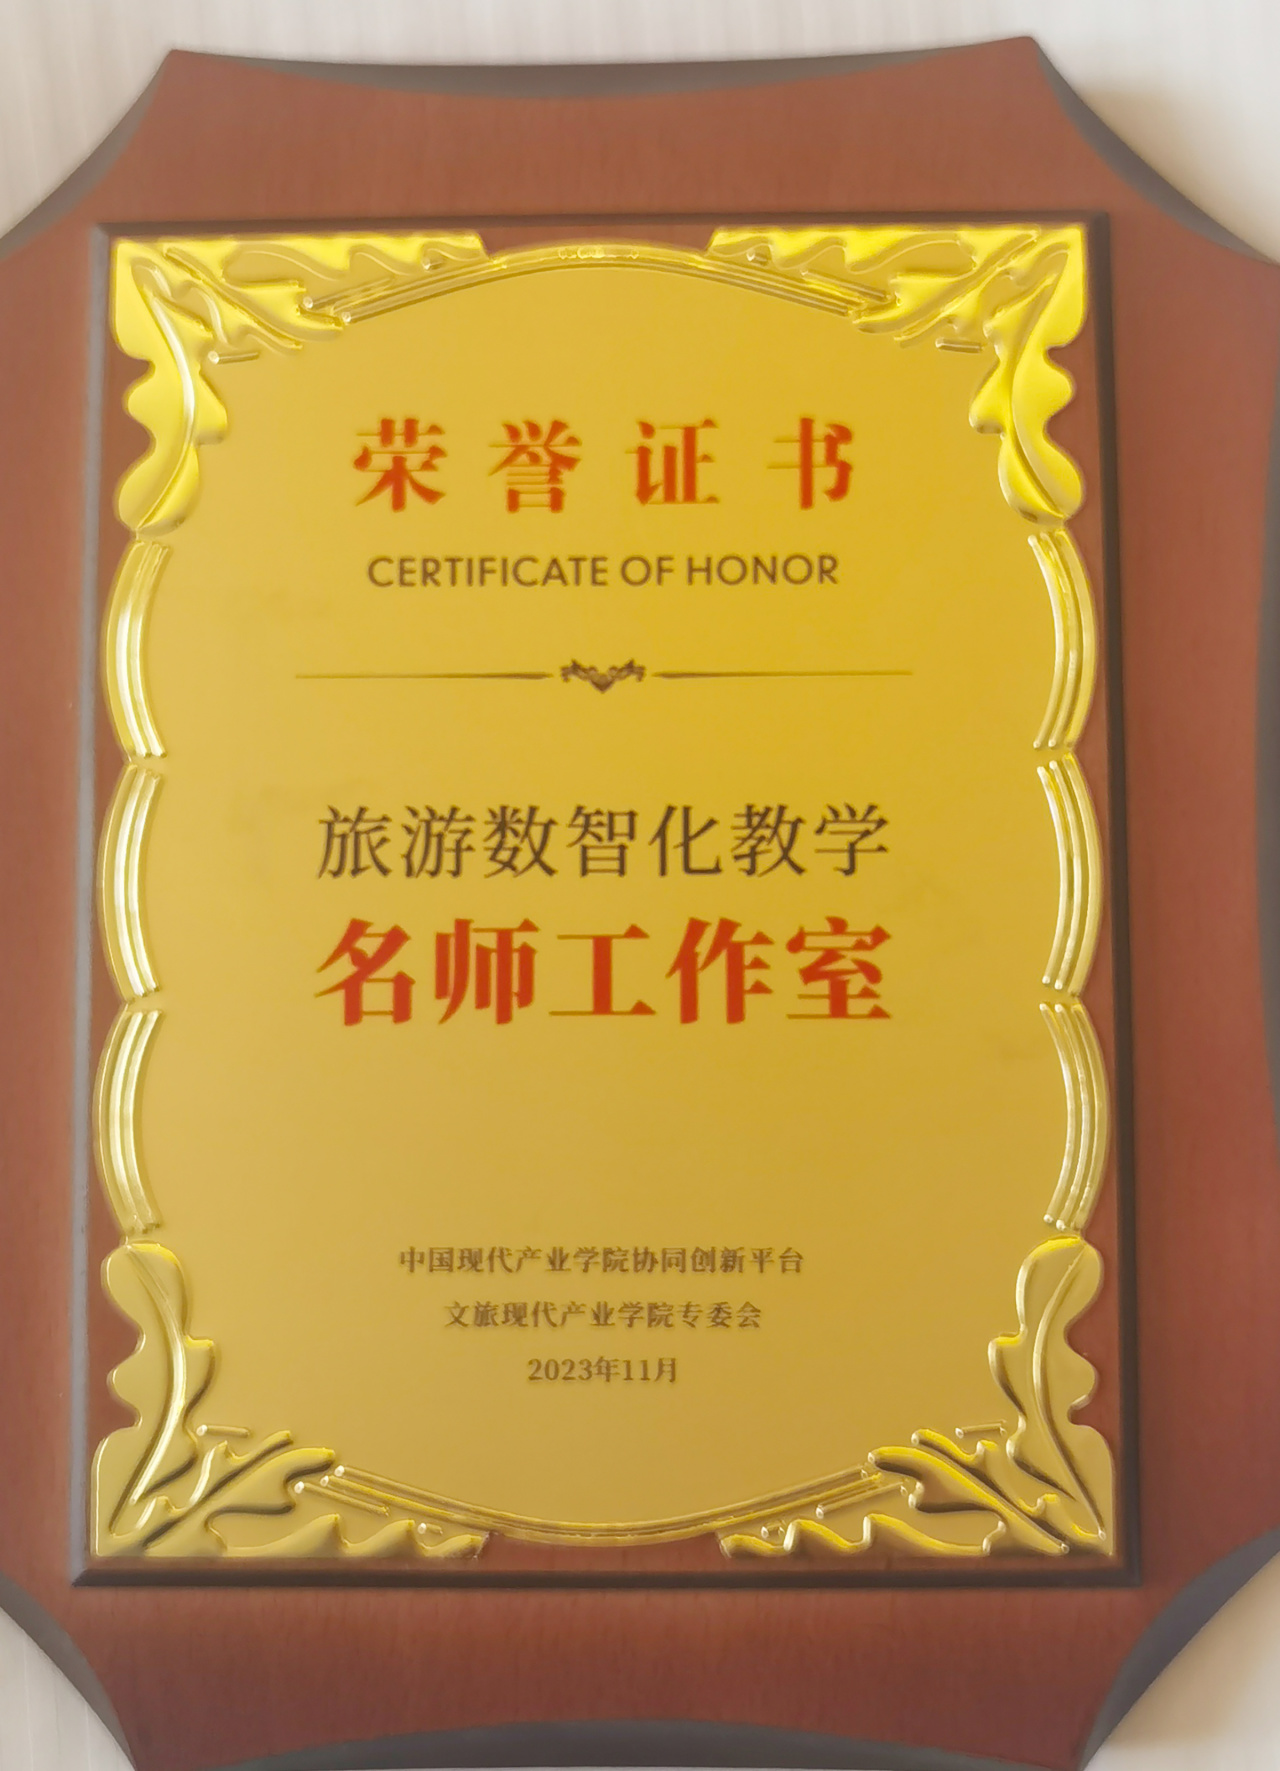 荣誉证书
CERTIFICATE OF HONOR
旅游数智化教学
名师工作室
中国现代产业学院协同创新平台
文旅现代产业学院专委会
2023年11月